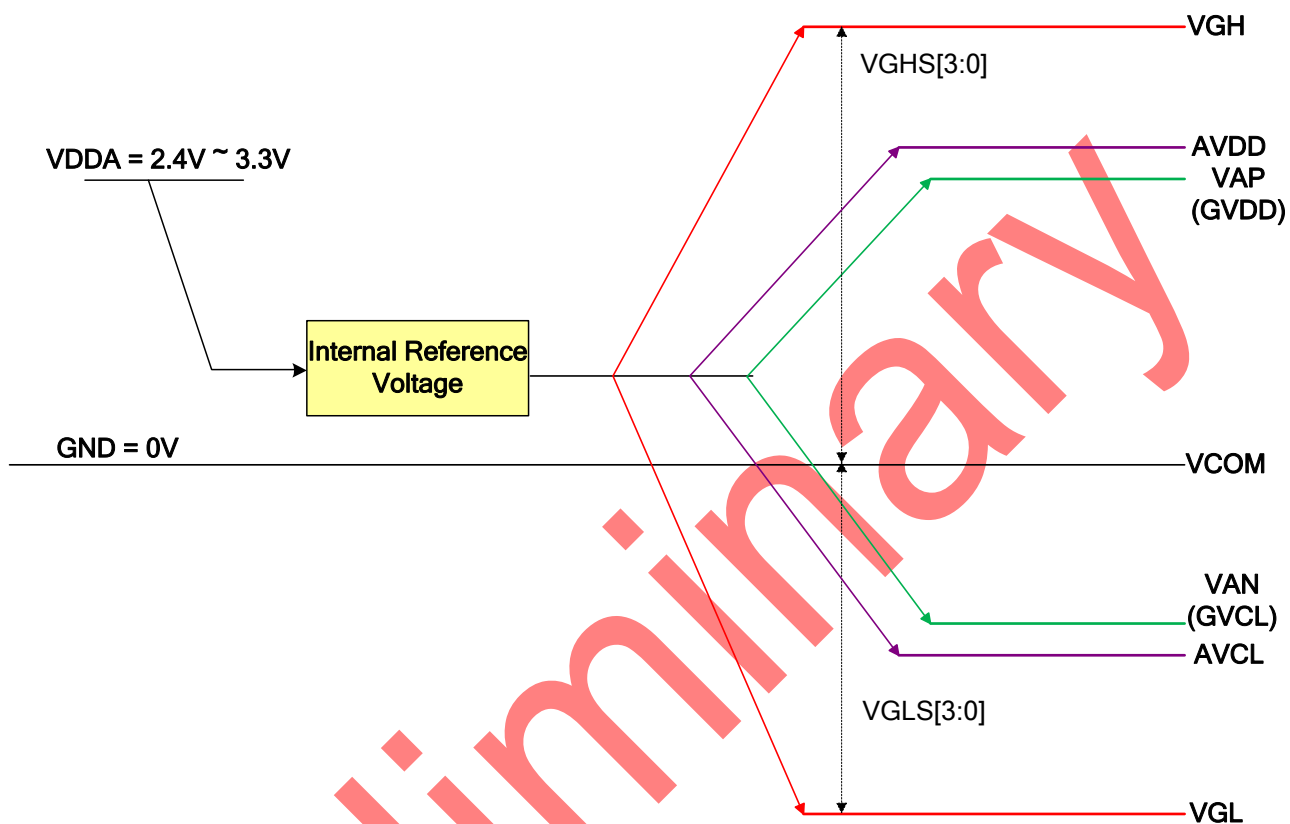 VGH
VGHS[3:0]
VDDA = 2.4V ~ 3.3V
AVDD
VAP
(GVDD)
Internal Reference
Voltage
GND = 0V
VCOM
VAN
(GVCL)
AVCL
VGLS[3:0]
VGL
liminary